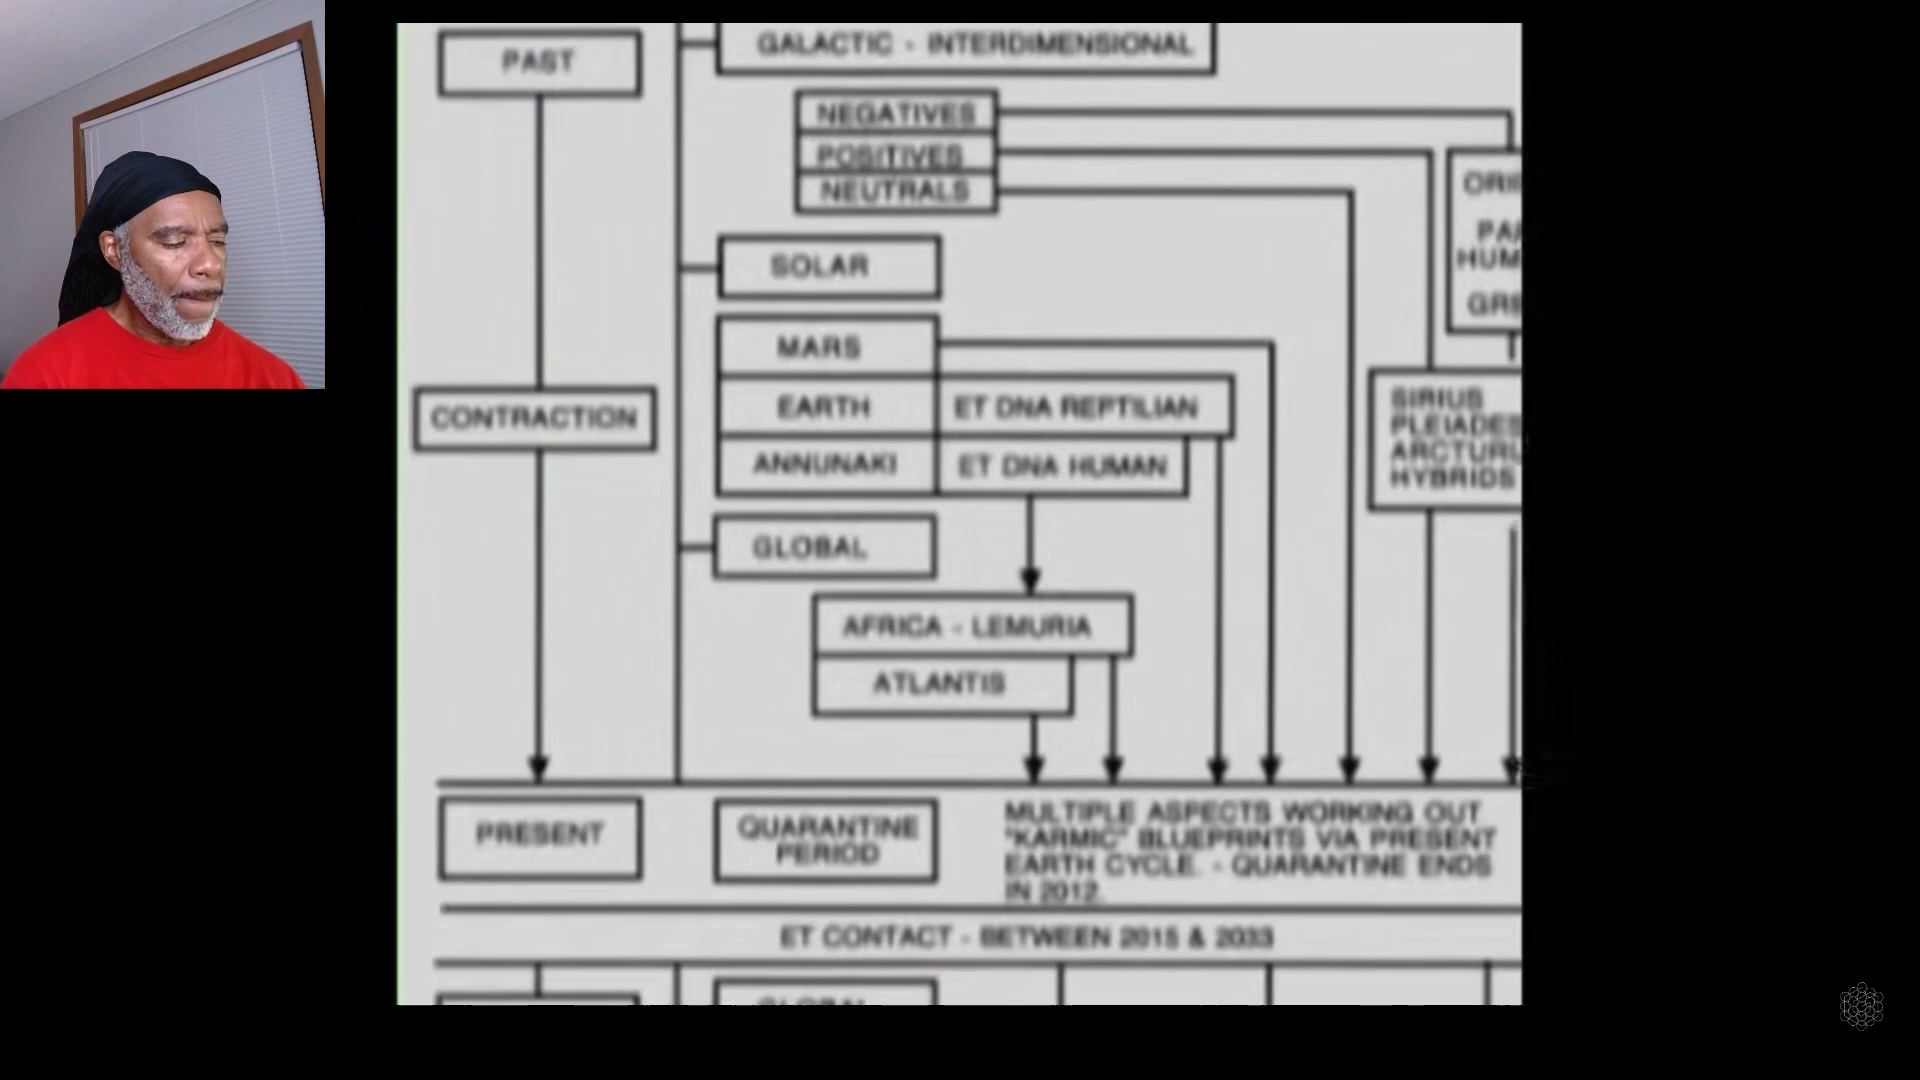 PAST
GALACTIC - INTERDIMENSIONAL
NEGATIVES
POSITIVES
NEUTRALS
SOLAR
MARS
EARTH
ET DNA REPTILIAN
CONTRACTION
ANNUNAKI
ET DNA HUMAN
SIRIUS
PLEIADES
HYBRIDS
GLOBAL
AFRICA - LEMURIA
ATLANTIS
PRESENT
QUARANTINE
PERIOD
MULTIPLE ASPECTS WORKING OUT
"KARMIC" BLUEPRINTS VIA PRESENT
EARTH CYCLE. - QUARANTINE ENDS
IN 2012.
ET CONTACT - BETWEEN 2015 & 2033
GLOBAL